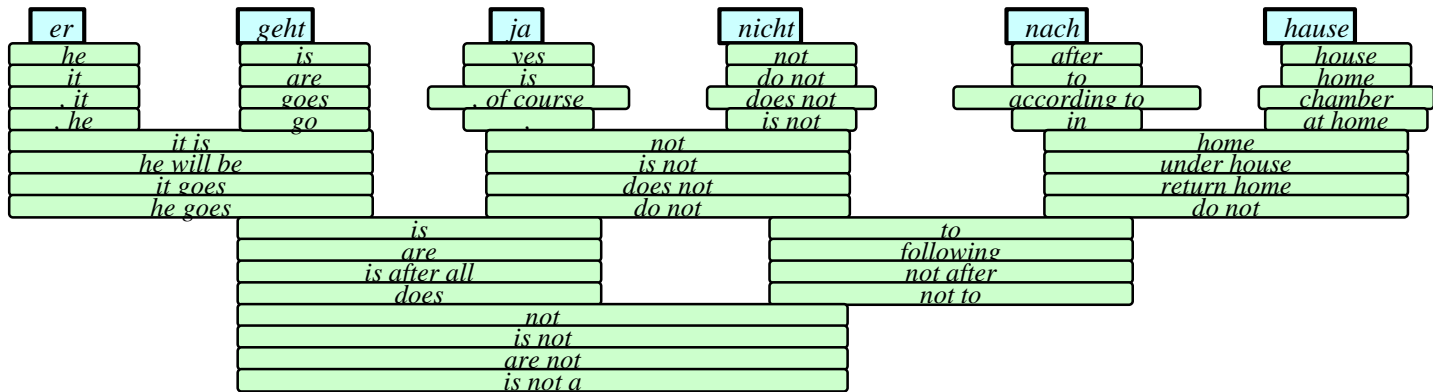 er geht ja nicht nach hause
he is yes not after house
it are is do not to home
, it goes , of course does not according to chamber
, he go , is not in at home
it is not home
he will be is not under house
it goes does not return home
he goes do not do not
is to
are following
is after all not after
does not to
not
is not
are not
is not a